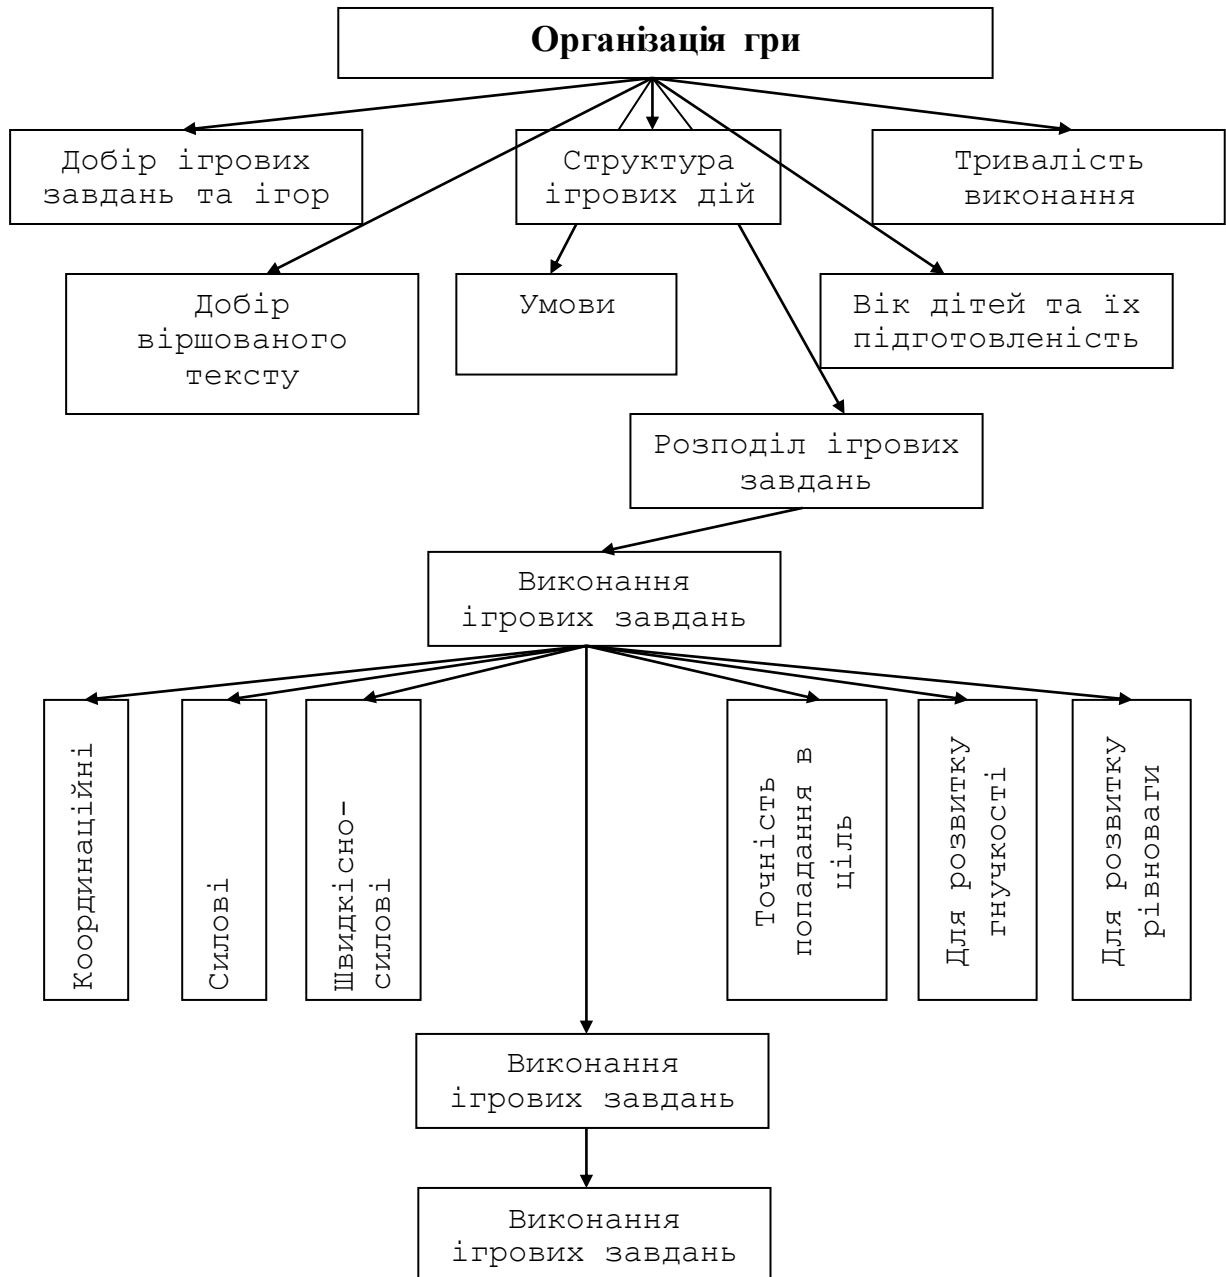 Організація гри
Добір ігрових
завдань та ігор
Структура
ігрових дій
Тривалість
виконання
Добір
віршованого
тексту
Умови
Вік дітей та їх
підготовленість
Розподіл ігрових
завдань
Виконання
ігрових завдань
Координаційні
Силові
Швидкісно-
силові
Точність
попадання в
ціль
Для розвитку
гнучкості
Для розвитку
рівноваги
Виконання
ігрових завдань
Виконання
ігрових завдань